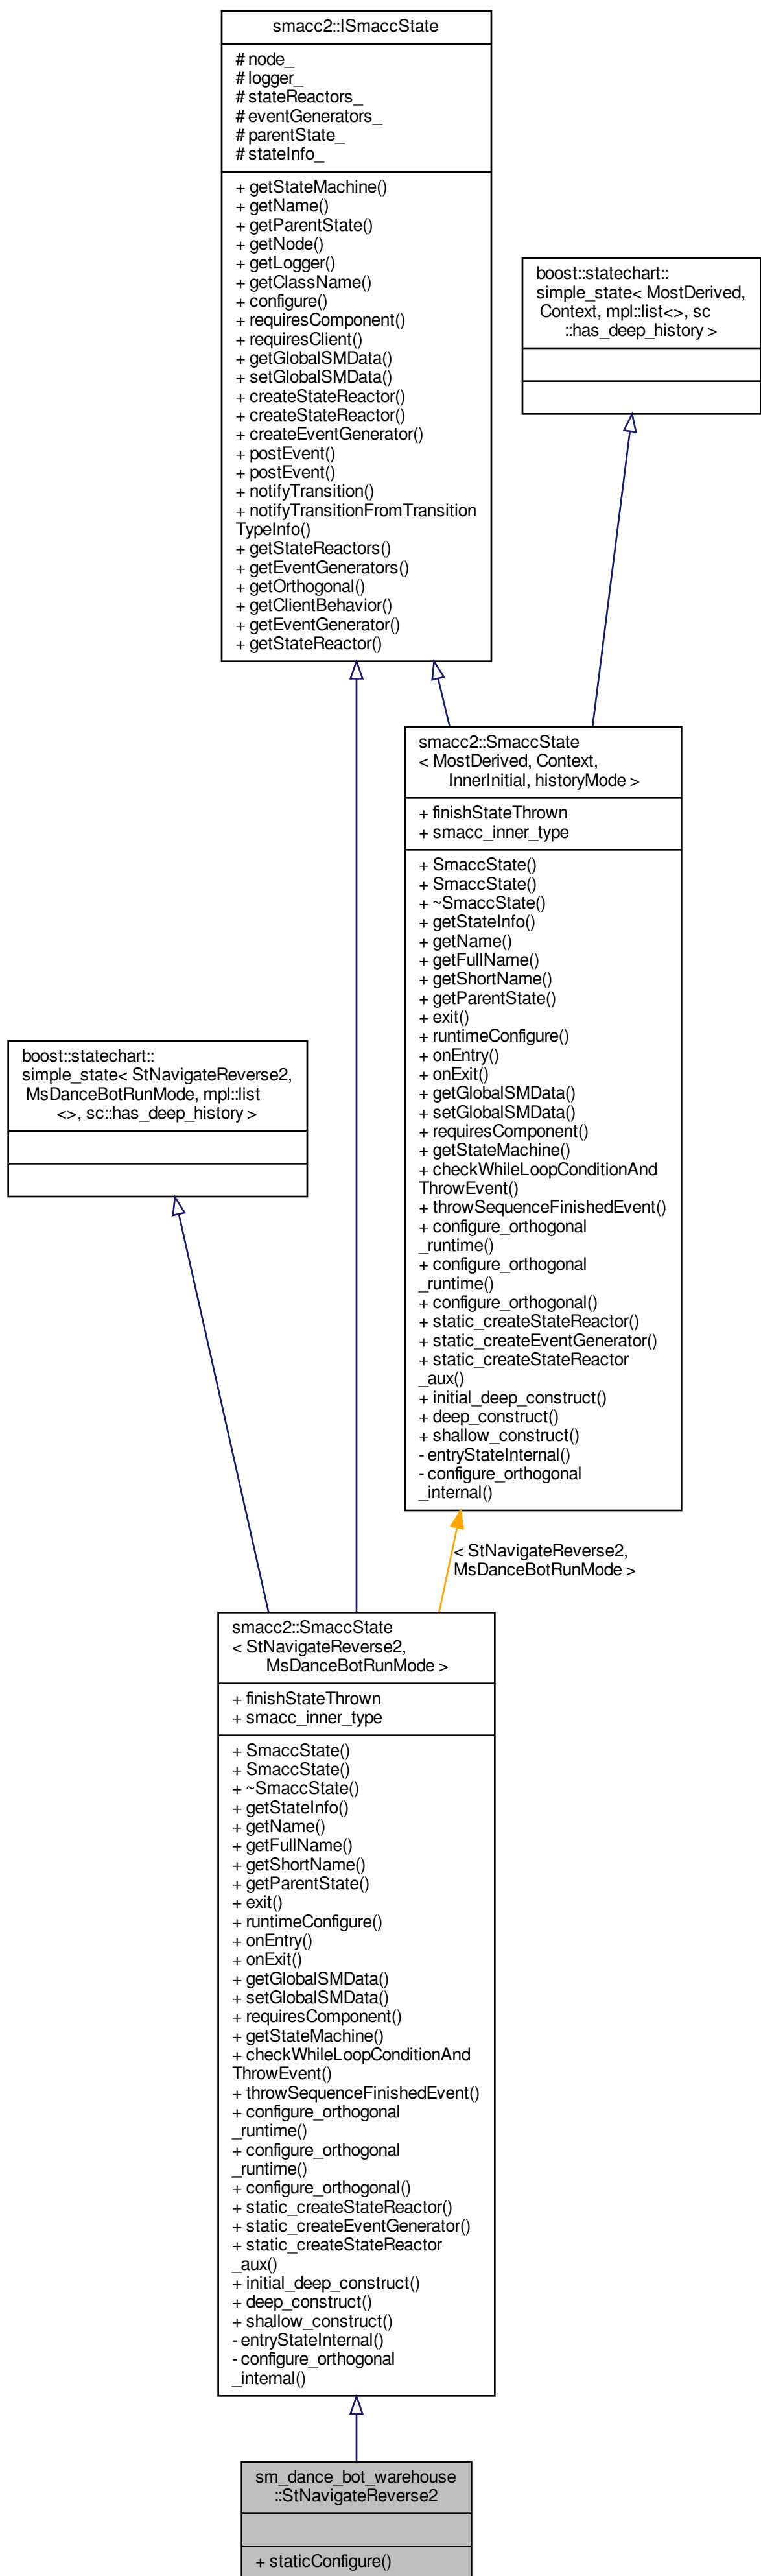 smacc2::ISmaccState
# node_
# logger_
# stateReactors_
# eventGenerators_
# parentState_
# stateInfo_
+ getStateMachine()
+ getName()
+ getParentState()
+ getNode()
+ getLogger()
+ getClassName()
+ configure()
+ requiresComponent()
+ requiresClient()
+ getGlobalSMData()
+ setGlobalSMData()
+ createStateReactor()
+ createStateReactor()
+ createEventGenerator()
+ postEvent()
+ postEvent()
+ notifyTransition()
+ notifyTransitionFromTransition
TypeInfo()
+ getStateReactors()
+ getEventGenerators()
+ getOrthogonal()
+ getClientBehavior()
+ getEventGenerator()
+ getStateReactor()
boost::statechart::
simple_state< MostDerived,
Context, mpl::list<>, sc
::has_deep_history >
smacc2::SmaccState
< MostDerived, Context,
InnerInitial, historyMode >
+ finishStateThrown
+ smacc_inner_type
+ SmaccState()
+ SmaccState()
+ ~SmaccState()
+ getStateInfo()
+ getName()
+ getFullName()
+ getShortName()
+ getParentState()
+ exit()
+ runtimeConfigure()
+ onEntry()
+ onExit()
+ getGlobalSMData()
+ setGlobalSMData()
+ requiresComponent()
+ getStateMachine()
+ checkWhileLoopConditionAnd
ThrowEvent()
+ throwSequenceFinishedEvent()
+ configure_orthogonal
_runtime()
+ configure_orthogonal
_runtime()
+ configure_orthogonal()
+ static_createStateReactor()
+ static_createEventGenerator()
+ static_createStateReactor
_aux()
+ initial_deep_construct()
+ deep_construct()
+ shallow_construct()
- entryStateInternal()
- configure_orthogonal
_internal()
boost::statechart::
simple_state< StNavigateReverse2,
MsDanceBotRunMode, mpl::list
<>, sc::has_deep_history >
< StNavigateReverse2,
MsDanceBotRunMode >
smacc2::SmaccState
< StNavigateReverse2,
MsDanceBotRunMode >
+ finishStateThrown
+ smacc_inner_type
+ SmaccState()
+ SmaccState()
+ ~SmaccState()
+ getStateInfo()
+ getName()
+ getFullName()
+ getShortName()
+ getParentState()
+ exit()
+ runtimeConfigure()
+ onEntry()
+ onExit()
+ getGlobalSMData()
+ setGlobalSMData()
+ requiresComponent()
+ getStateMachine()
+ checkWhileLoopConditionAnd
ThrowEvent()
+ throwSequenceFinishedEvent()
+ configure_orthogonal
_runtime()
+ configure_orthogonal
_runtime()
+ configure_orthogonal()
+ static_createStateReactor()
+ static_createEventGenerator()
+ static_createStateReactor
_aux()
+ initial_deep_construct()
+ deep_construct()
+ shallow_construct()
- entryStateInternal()
- configure_orthogonal
_internal()
sm_dance_bot_warehouse
::StNavigateReverse2
+ staticConfigure()